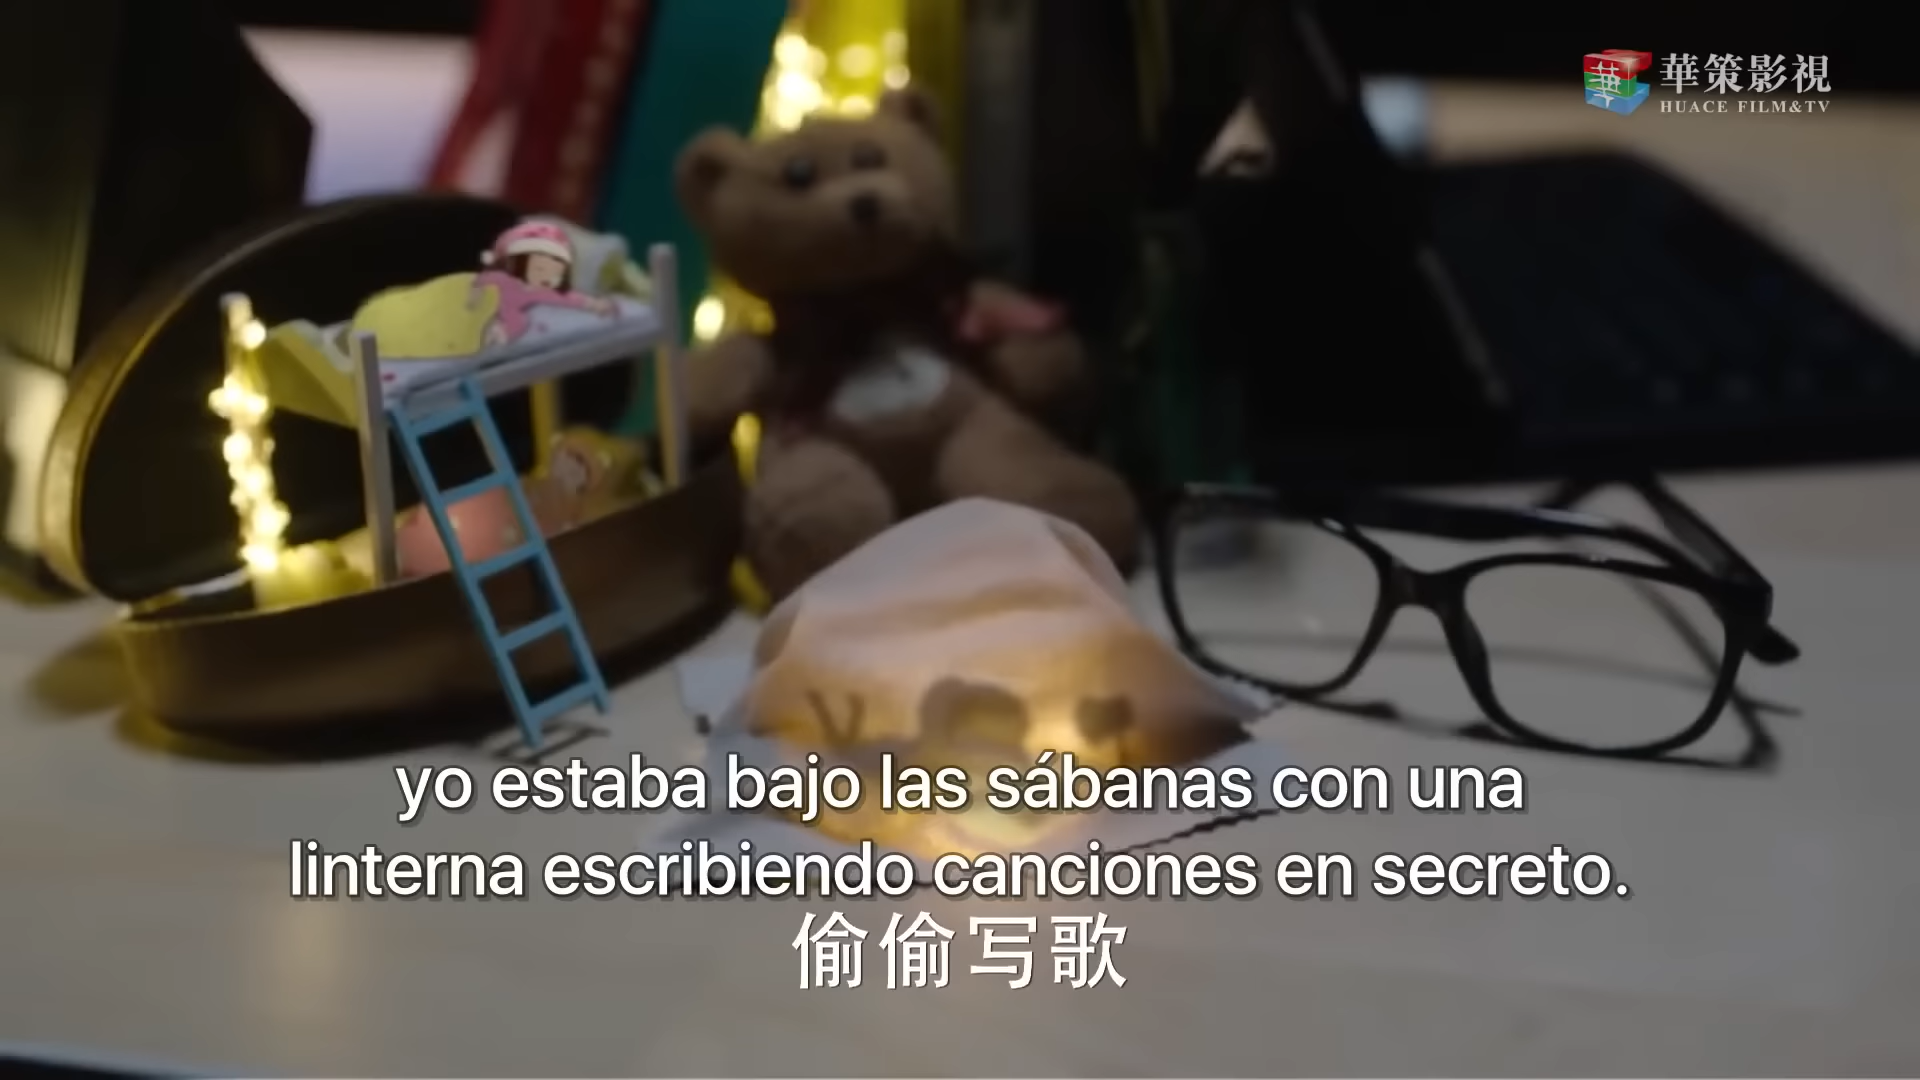 華策影視
HUACE FILM&TV
yo estaba bajo las sábanas con una
linterna escribiendo canciones en secreto.
偷偷写歌